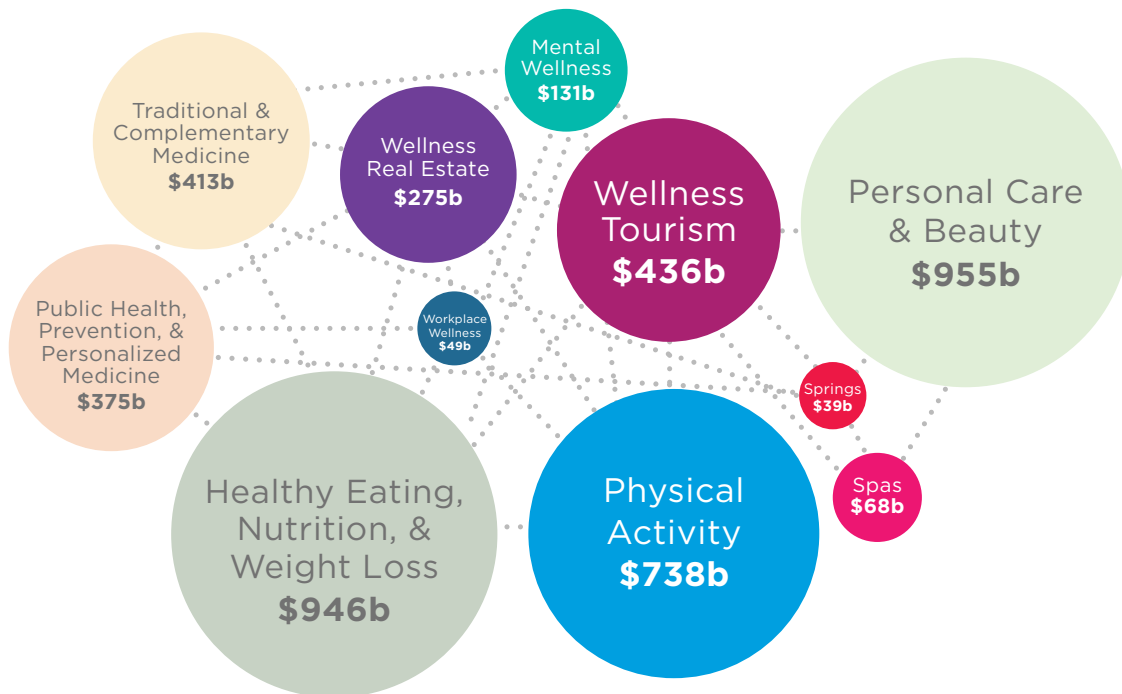 Mental
Wellness
$131b
Traditional &
Complementary
Medicine
$413b
Wellness
Real Estate
$275b
Wellness
Tourism
$436b
Personal Care
& Beauty
$955b
Public Health,
Prevention, &
Personalized
Medicine
$375b
Workplace
Wellness
$49b
Springs
$39b
Healthy Eating,
Nutrition, &
Weight Loss
$946b
Physical
Activity
$738b
Spas
$68b